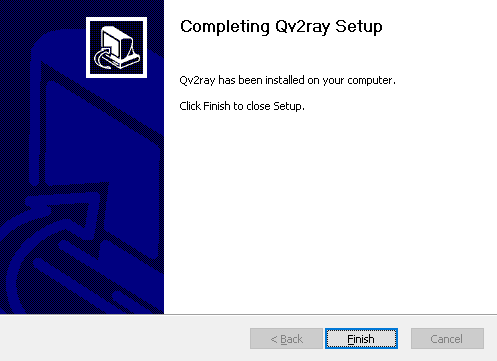 Completing Qv2ray Setup
Qv2ray has been installed on your computer.
Click Finish to close Setup.
< Back
Finish
Cancel